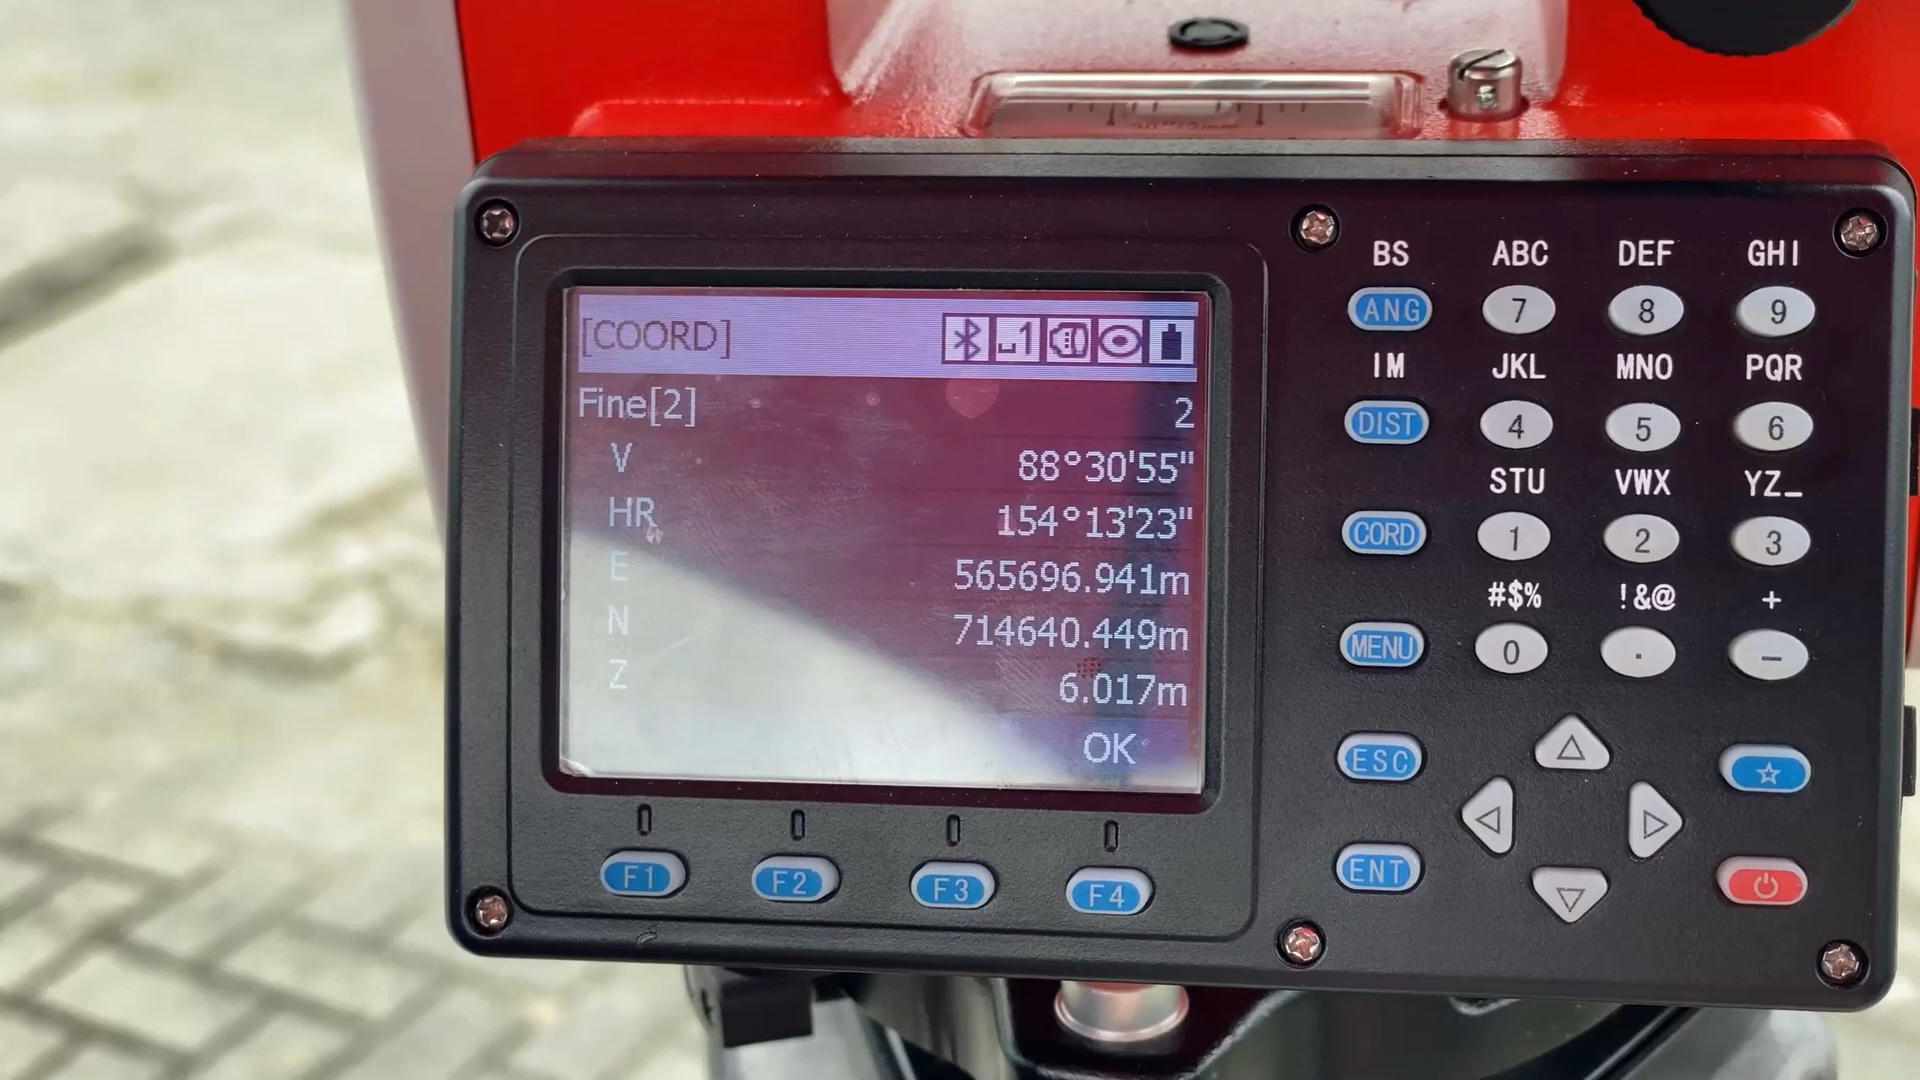 [COORD] 1
Fine[2] 2
V 88°30'55"
HR 154°13'23"
E 565696.941m
N 714640.449m
Z 6.017m
OK
F1 F2 F3 F4
BS ABC DEF GHI
ANG 7 8 9
IM JKL MNO PQR
DIST 4 5 6
STU VWX YZ_
CORD 1 2 3
#$% !&@ +
MENU 0 . -
ESC
ENT